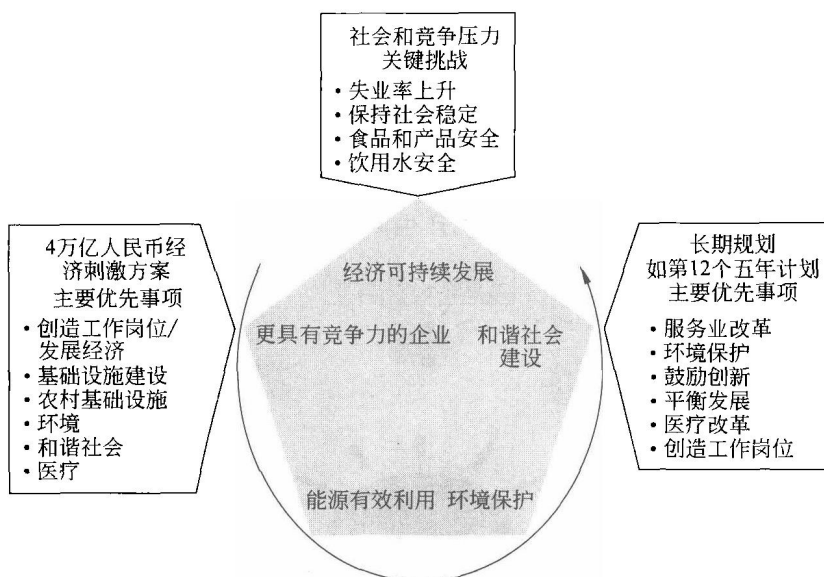 社会和竞争压力
关键挑战
• 失业率上升
• 保持社会稳定
• 食品和产品安全
• 饮用水安全
4万亿人民币经
济刺激方案
主要优先事项
• 创造工作岗位/
发展经济
• 基础设施建设
• 农村基础设施
• 环境
• 和谐社会
• 医疗
经济可持续发展
更具有竞争力的企业
和谐社会
建设
能源有效利用
环境保护
长期规划
如第12个五年计划
主要优先事项
• 服务业改革
• 环境保护
• 鼓励创新
• 平衡发展
• 医疗改革
• 创造工作岗位